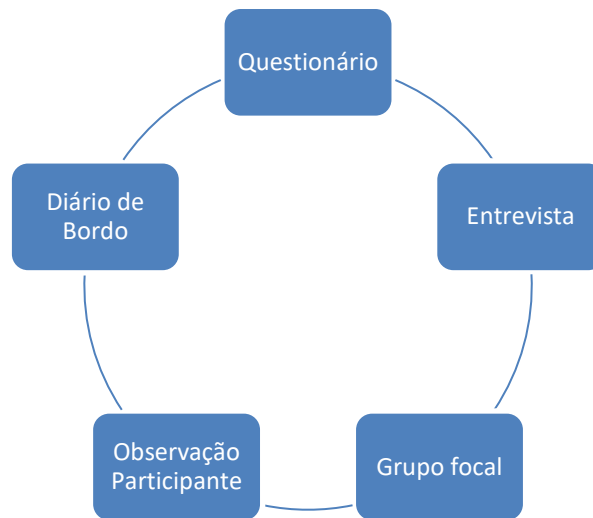 Questionário
Entrevista
Grupo focal
Observação
Participante
Diário de
Bordo